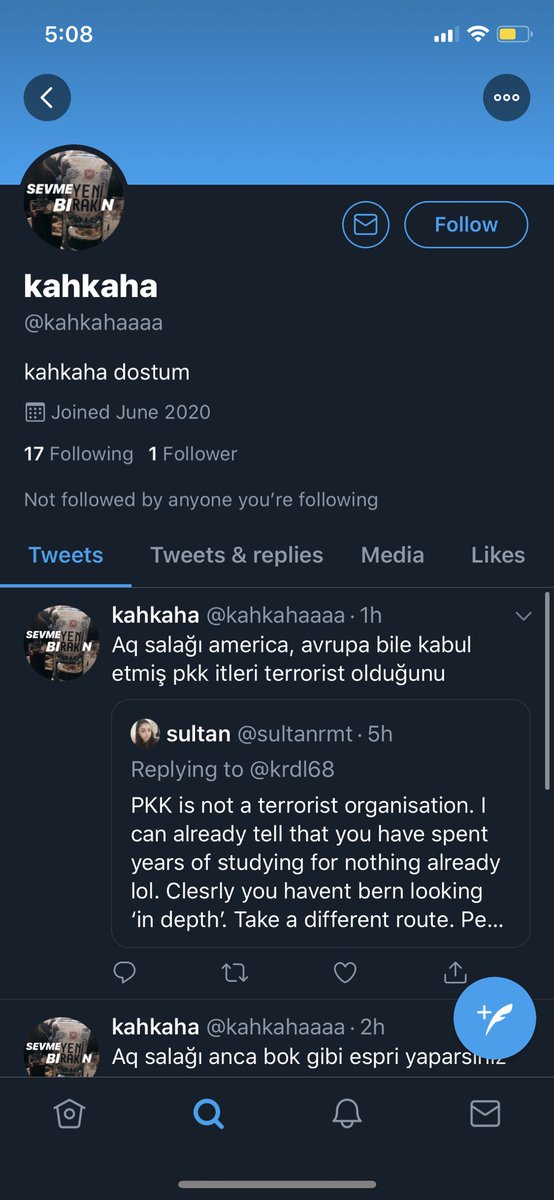 5:08
SEVME YENİ
BIRAKIN
Follow
kahkaha
@kahkahaaaa
kahkaha dostum
Joined June 2020
17 Following 1 Follower
Not followed by anyone you're following
Tweets Tweets & replies Media Likes
SEVME YENİ
BIRAKIN
kahkaha @kahkahaaaa · 1h
Aq salağı america, avrupa bile kabul
etmiş pkk itleri terrorist olduğunu
sultan @sultanrmt · 5h
Replying to @krdl68
PKK is not a terrorist organisation. I
can already tell that you have spent
years of studying for nothing already
lol. Clesrly you havent bern looking
‘in depth’. Take a different route. Pe...
SEVME YENİ
BIRAKIN
kahkaha @kahkahaaaa · 2h
Aq salağı anca bok gibi espri yaparsınız